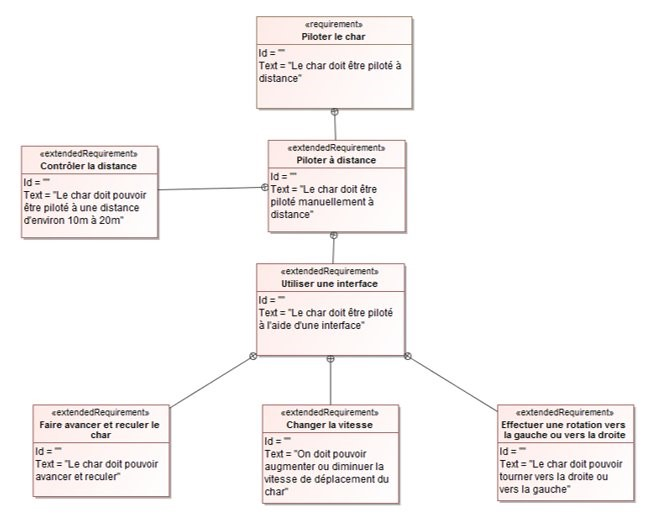 «requirement»
Piloter le char
Id = ""
Text = "Le char doit être piloté à
distance"
«extendedRequirement»
Contrôler la distance
Id = ""
Text = "Le char doit pouvoir
être piloté à une distance
d'environ 10m à 20m"
«extendedRequirement»
Piloter à distance
Id = ""
Text = "Le char doit être
piloté manuellement à
distance"
«extendedRequirement»
Utiliser une interface
Id = ""
Text = "Le char doit être piloté
à l'aide d'une interface"
«extendedRequirement»
Faire avancer et reculer le
char
Id = ""
Text = "Le char doit pouvoir
avancer et reculer"
«extendedRequirement»
Changer la vitesse
Id = ""
Text = "On doit pouvoir
augmenter ou diminuer la
vitesse de déplacement du
char"
«extendedRequirement»
Effectuer une rotation vers
la gauche ou vers la droite
Id = ""
Text = "Le char doit pouvoir
tourner vers la droite ou
vers la gauche"